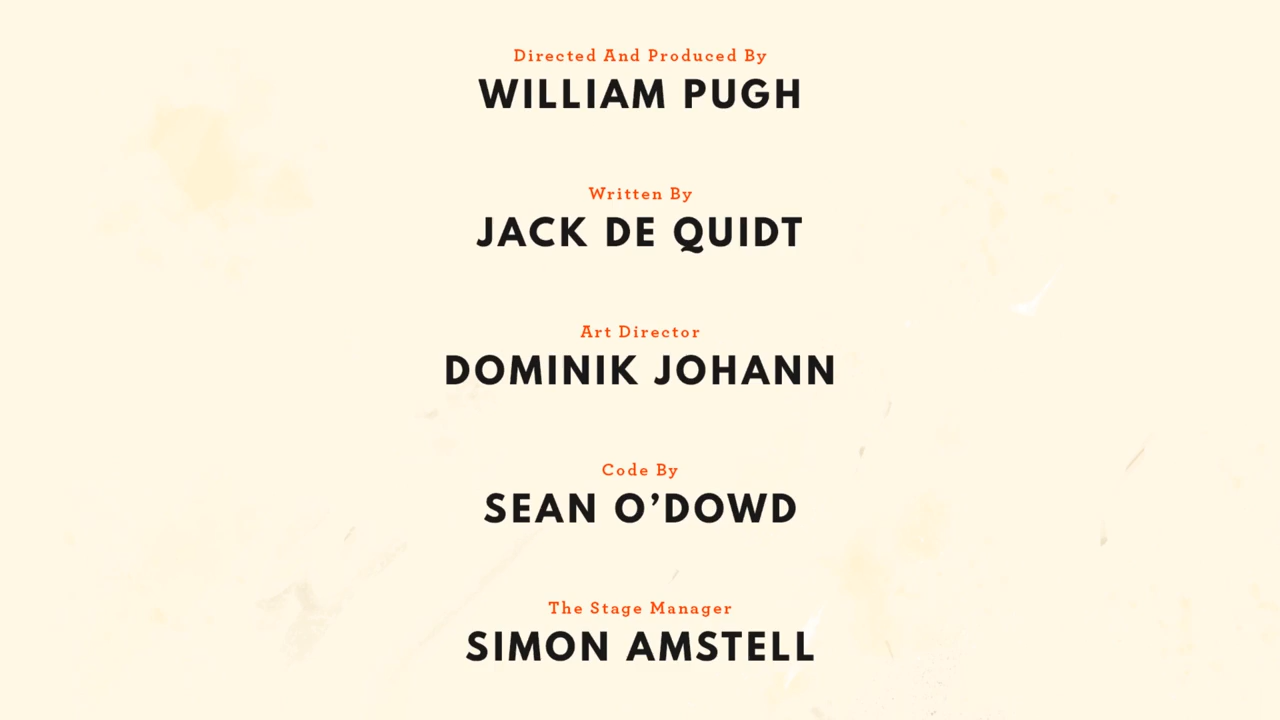 Directed And Produced By
WILLIAM PUGH
Written By
JACK DE QUIDT
Art Director
DOMINIK JOHANN
Code By
SEAN O’DOWD
The Stage Manager
SIMON AMSTELL